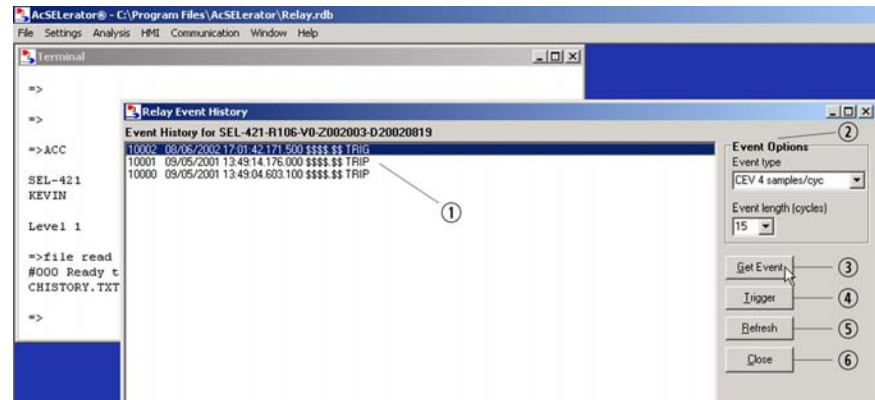 AcSELerator® - C:\Program Files\AcSELerator\Relay.rdb
File Settings Analysis HMI Communication Window Help
Terminal
=>
=>
=>ACC
SEL-421
KEVIN
Level 1
=>file read
#000 Ready t
CHISTORY.TXT
=>
Relay Event History
Event History for SEL-421-R106-V0-Z002003-D20020819
10002 08/06/2002 17:01:42.171.500 $$$$.$$ TRIG
10001 09/05/2001 13:49:14.176.000 $$$$.$$ TRIP
10000 09/05/2001 13:49:04.603.100 $$$$.$$ TRIP
1
2
Event Options
Event type
CEV 4 samples/cyc
Event length (cycles)
15
Get Event
3
Trigger
4
Refresh
5
Close
6